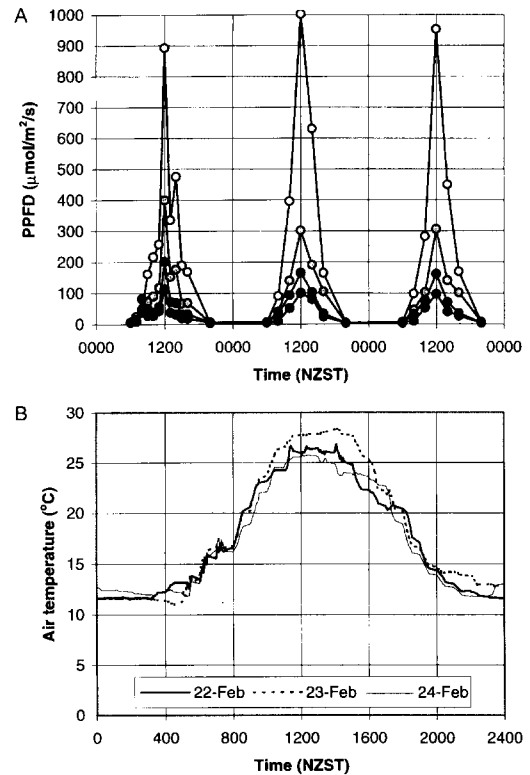 A
1000
900
800
700
600
500
400
300
200
100
0
PPFD (μmol/m²/s)
0000 1200 0000 1200 0000 1200 0000
Time (NZST)
B
30
25
20
15
10
5
0
Air temperature (°C)
22-Feb 23-Feb 24-Feb
0 400 800 1200 1600 2000 2400
Time (NZST)